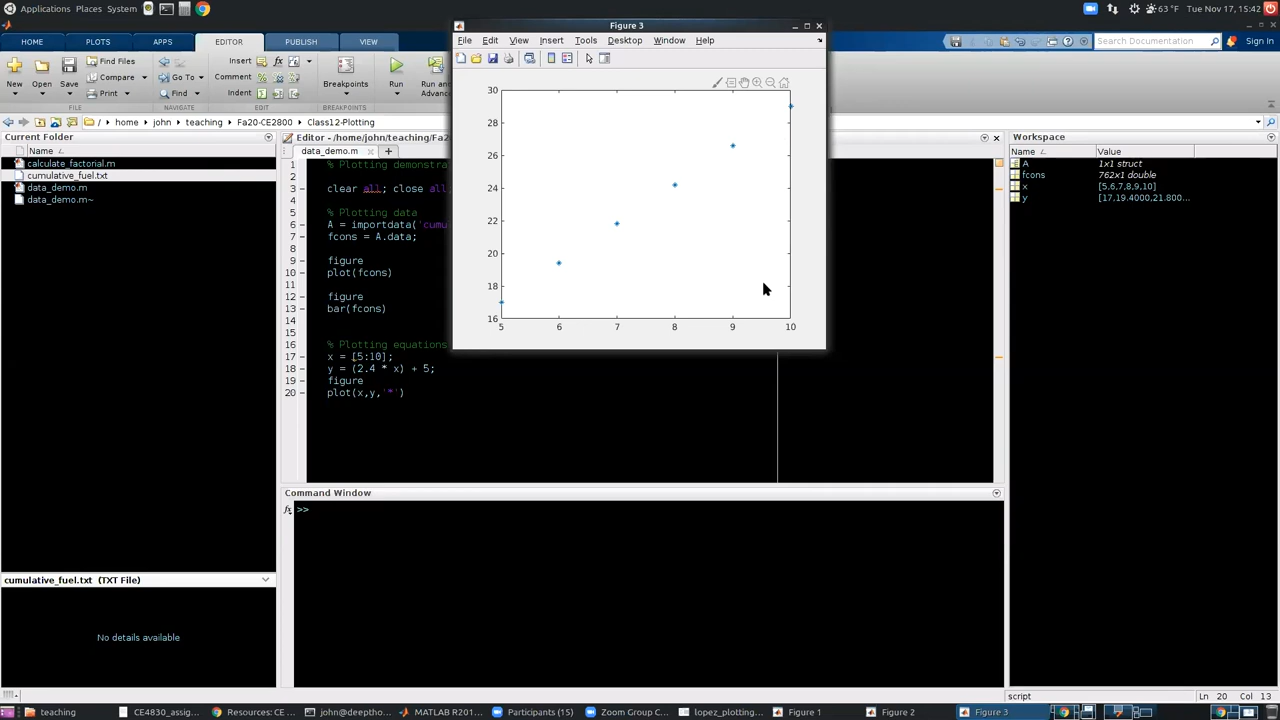 Applications Places System 63 °F Tue Nov 17, 15:42
Figure 3
HOME PLOTS APPS EDITOR PUBLISH VIEW
File Edit View Insert Tools Desktop Window Help
Search Documentation Sign In
New Open Save
Find Files
Compare
Print
Go To
Find
Insert
Comment
Indent
Breakpoints
Run
Run and
Advance
FILE NAVIGATE EDIT BREAKPOINTS
/ home john teaching Fa20-CE2800 Class12-Plotting
Current Folder
Name
calculate_factorial.m
cumulative_fuel.txt
data_demo.m
data_demo.m~
Editor - /home/john/teaching/Fa2
data_demo.m
1 % Plotting demonstra
2
3 clear all; close all;
4
5 % Plotting data
6 A = importdata('cumu
7 fcons = A.data;
8
9 figure
10 plot(fcons)
11
12 figure
13 bar(fcons)
14
15
16 % Plotting equations
17 x = [5:10];
18 y = (2.4 * x) + 5;
19 figure
20 plot(x,y,'*')
30
28
26
24
22
20
18
16
5 6 7 8 9 10
Workspace
Name Value
A 1x1 struct
fcons 762x1 double
x [5,6,7,8,9,10]
y [17,19.4000,21.800...
Command Window
fx >>
cumulative_fuel.txt (TXT File)
No details available
script Ln 20 Col 13
teaching CE4830_assig... Resources: CE ... john@deeptho... MATLAB R201... Participants (15) Zoom Group C... lopez_plotting... Figure 1 Figure 2 Figure 3